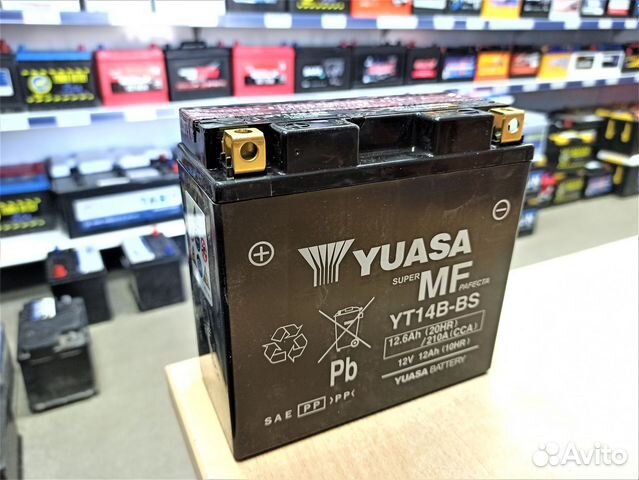 YUASA
SUPER MF PAFECTA
YT14B-BS
12.6Ah (20HR)
/210A (CCA)
12V 12Ah (10HR)
YUASA BATTERY
Pb
SAE PP >PP<
Avito